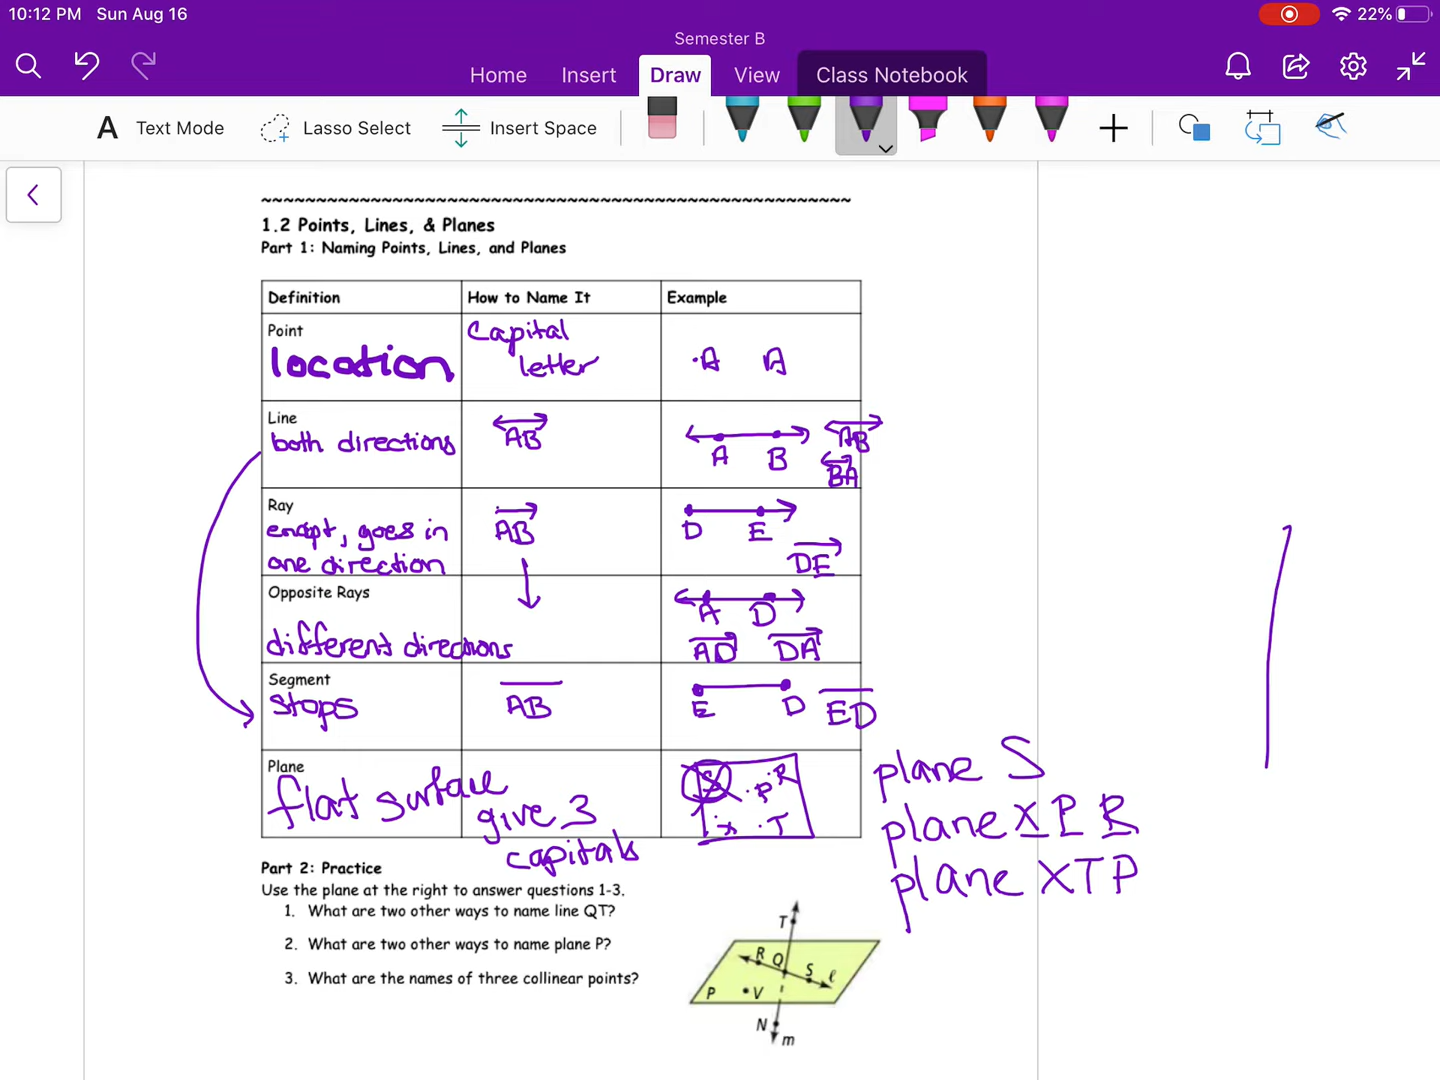 10:12 PM Sun Aug 16
22%
Semester B
Home Insert Draw View Class Notebook
A Text Mode Lasso Select Insert Space
~~~~~~~~~~~~~~~~~~~~~~~~~~~~~~~~~~~~~~~~~~~~~~~~~~~~~~
1.2 Points, Lines, & Planes
Part 1: Naming Points, Lines, and Planes
Definition How to Name It Example
Point
location
Capital
letter
·A A
Line
both directions
AB
A B
AB
BA
Ray
endpt, goes in
one direction
AB
D E
DE
Opposite Rays
different directions
A D
AD DA
Segment
stops
AB
E D ED
Plane
flat surface
give 3
capitals
S ·P ·R
·X ·T
plane S
plane X P R
plane XTP
Part 2: Practice
Use the plane at the right to answer questions 1-3.
1. What are two other ways to name line QT?
2. What are two other ways to name plane P?
3. What are the names of three collinear points?
T
R Q S ℓ
P V
N
m